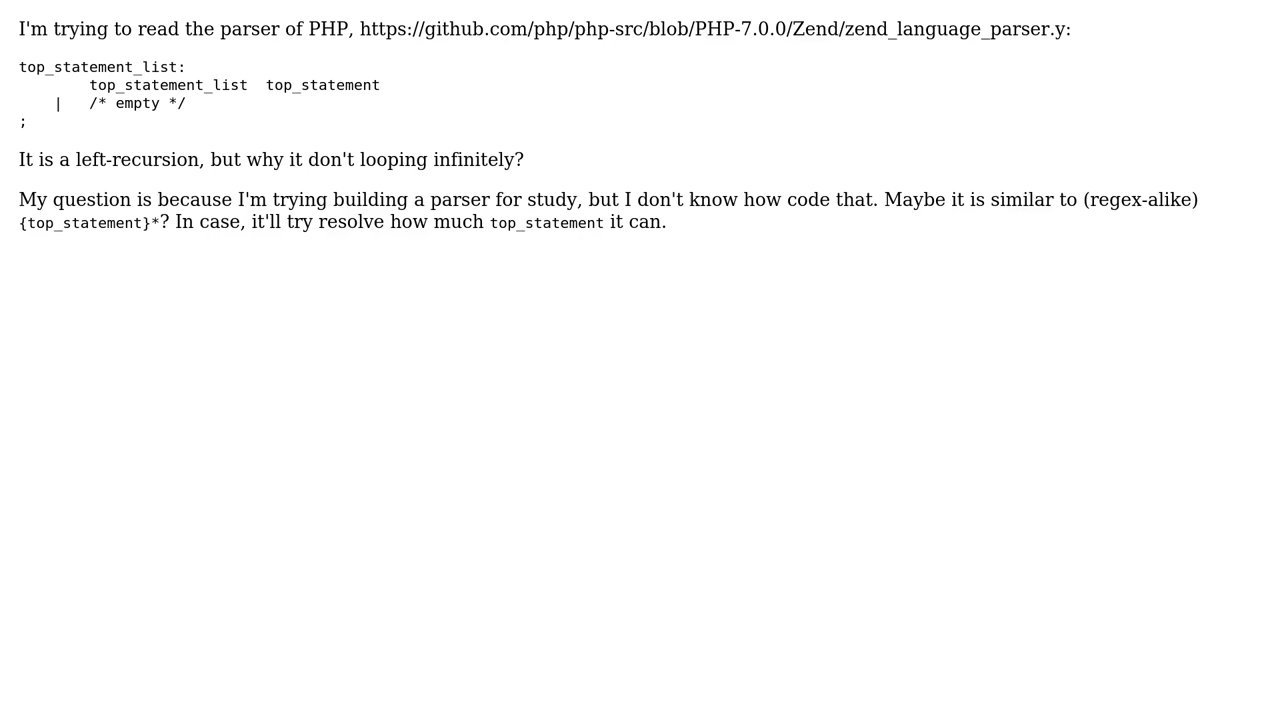 I'm trying to read the parser of PHP, https://github.com/php/php-src/blob/PHP-7.0.0/Zend/zend_language_parser.y:
top_statement_list:
        top_statement_list  top_statement
    |   /* empty */
;
It is a left-recursion, but why it don't looping infinitely?
My question is because I'm trying building a parser for study, but I don't know how code that. Maybe it is similar to (regex-alike)
{top_statement}*? In case, it'll try resolve how much top_statement it can.